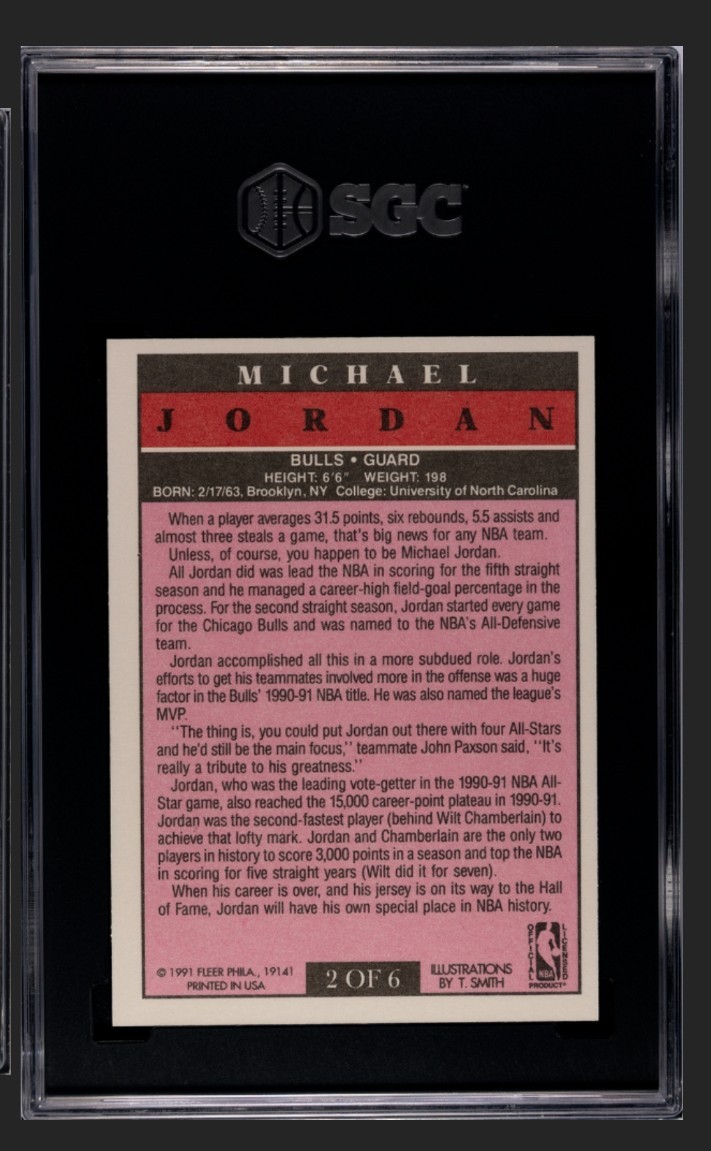 SGC
MICHAEL
JORDAN
BULLS • GUARD
HEIGHT: 6'6" WEIGHT: 198
BORN: 2/17/63, Brooklyn, NY College: University of North Carolina
When a player averages 31.5 points, six rebounds, 5.5 assists and
almost three steals a game, that's big news for any NBA team.
Unless, of course, you happen to be Michael Jordan.
All Jordan did was lead the NBA in scoring for the fifth straight
season and he managed a career-high field-goal percentage in the
process. For the second straight season, Jordan started every game
for the Chicago Bulls and was named to the NBA's All-Defensive
team.
Jordan accomplished all this in a more subdued role. Jordan's
efforts to get his teammates involved more in the offense was a huge
factor in the Bulls' 1990-91 NBA title. He was also named the league's
MVP.
"The thing is, you could put Jordan out there with four All-Stars
and he'd still be the main focus," teammate John Paxson said, "It's
really a tribute to his greatness."
Jordan, who was the leading vote-getter in the 1990-91 NBA All-
Star game, also reached the 15,000 career-point plateau in 1990-91.
Jordan was the second-fastest player (behind Wilt Chamberlain) to
achieve that lofty mark. Jordan and Chamberlain are the only two
players in history to score 3,000 points in a season and top the NBA
in scoring for five straight years (Wilt did it for seven).
When his career is over, and his jersey is on its way to the Hall
of Fame, Jordan will have his own special place in NBA history.
© 1991 FLEER PHILA., 19141
PRINTED IN USA
2 OF 6
ILLUSTRATIONS
BY T. SMITH
OFFICIAL
LICENSED
NBA
PRODUCT®